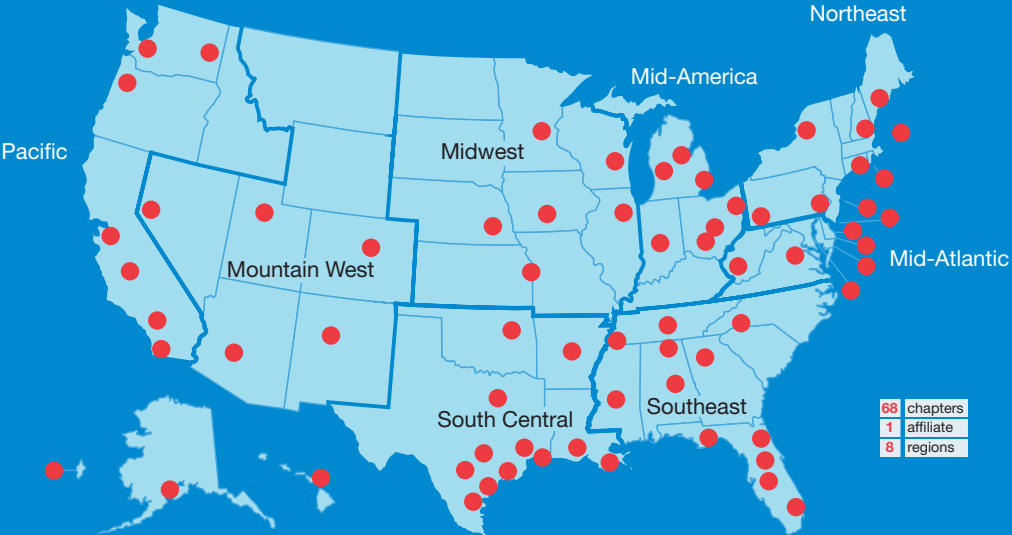 Northeast
Mid-America
Pacific
Midwest
Mountain West
Mid-Atlantic
South Central
Southeast
68 chapters
1 affiliate
8 regions